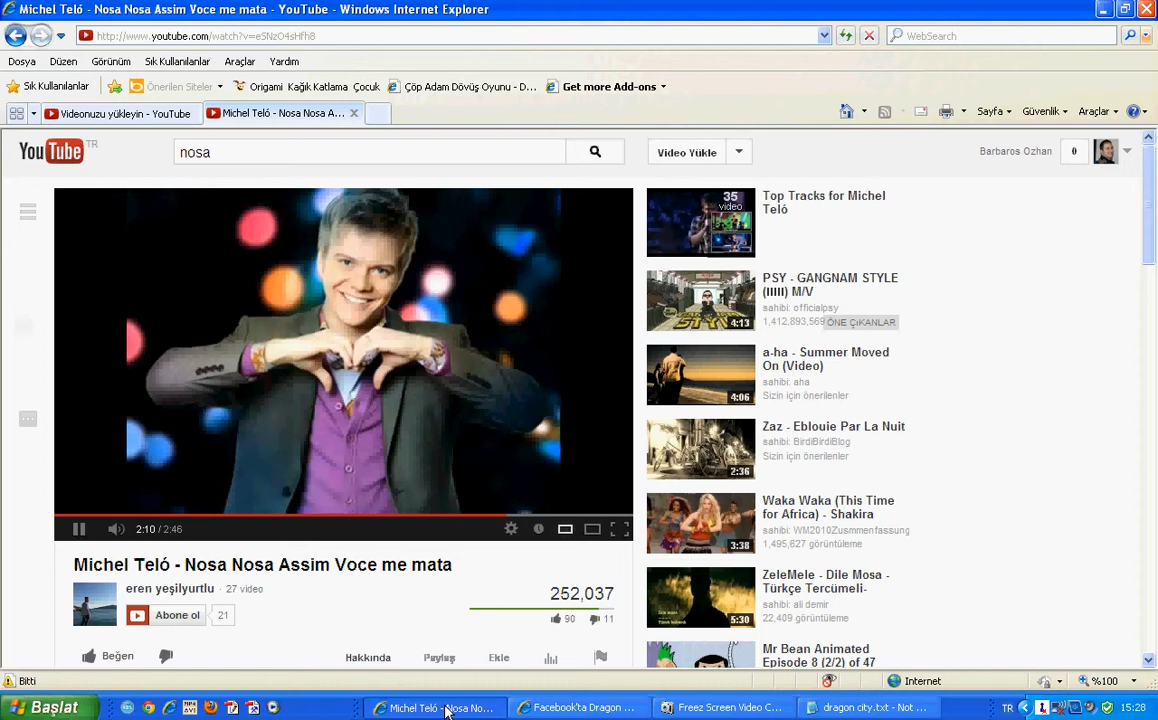 Michel Teló - Nosa Nosa Assim Voce me mata - YouTube - Windows Internet Explorer
http://www.youtube.com/watch?v=eSNzO4sHfh8
WebSearch
Dosya Düzen Görünüm Sık Kullanılanlar Araçlar Yardım
Sık Kullanılanlar Önerilen Siteler Origami Kağık Katlama Çocuk Çöp Adam Dövüş Oyunu - D... Get more Add-ons
Videonuzu yükleyin - YouTube Michel Teló - Nosa Nosa A... Sayfa Güvenlik Araçlar
YouTube TR
nosa
Video Yükle
Barbaros Ozhan 0
35 video
Top Tracks for Michel Teló
PSY - GANGNAM STYLE
(강남스타일) M/V
sahibi: officialpsy
1,412,893,569 ÖNE ÇıKANLAR
4:13
a-ha - Summer Moved
On (Video)
sahibi: aha
Sizin için önerilenler
4:06
Zaz - Eblouie Par La Nuit
sahibi: BirdiBirdiBlog
Sizin için önerilenler
2:36
Waka Waka (This Time
for Africa) - Shakira
sahibi: WM2010Zusmmenfassung
1,495,627 görüntüleme
3:38
ZeleMele - Dile Mosa -
Türkçe Tercümeli-
sahibi: ali demir
22,409 görüntüleme
5:30
Mr Bean Animated
Episode 8 (2/2) of 47
2:10 / 2:46
Michel Teló - Nosa Nosa Assim Voce me mata
eren yeşilyurtlu · 27 video
Abone ol 21
252,037
90 11
Beğen
Hakkında Paylaş Ekle
Bitti
Internet
%100
Başlat
Michel Teló - Nosa No...
Facebook'ta Dragon ...
Freez Screen Video C...
dragon city.txt - Not ...
TR
15:28